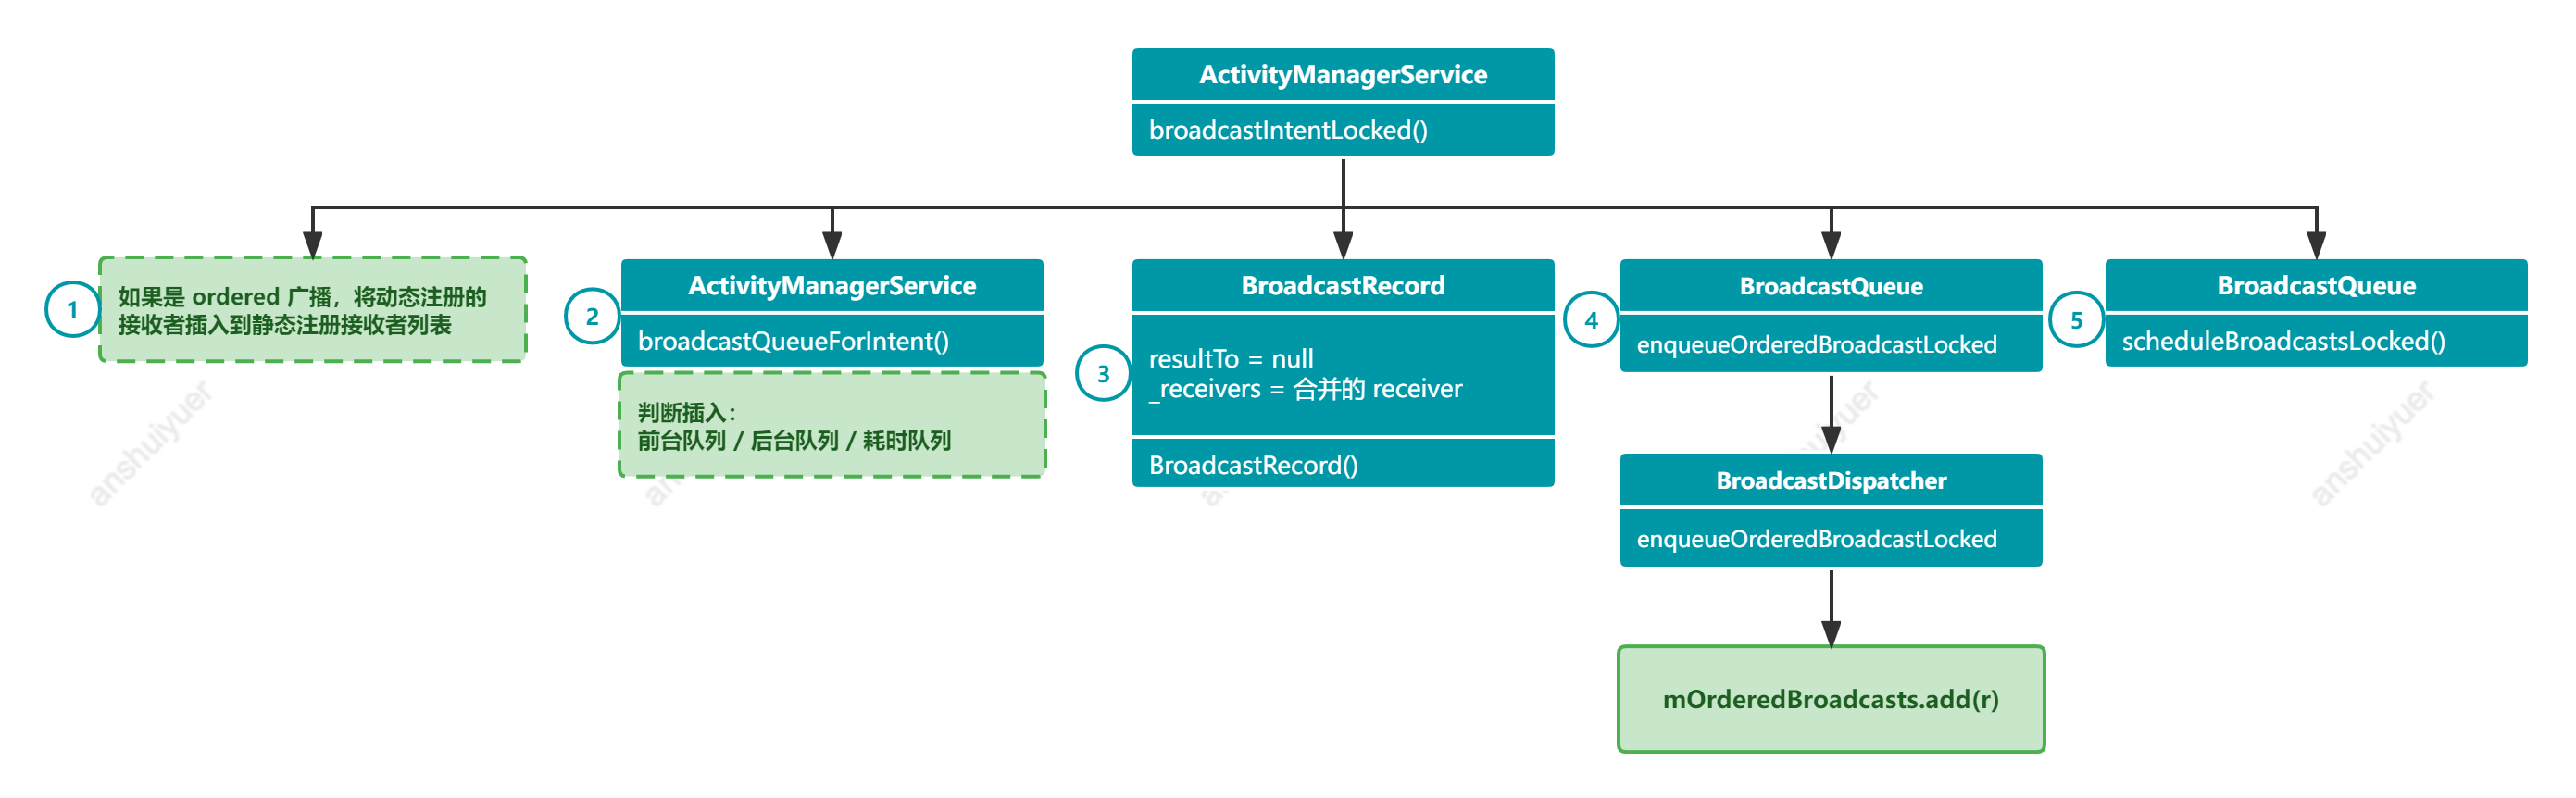 ActivityManagerService
broadcastIntentLocked()
1
如果是 ordered 广播，将动态注册的
接收者插入到静态注册接收者列表
2
ActivityManagerService
broadcastQueueForIntent()
判断插入：
前台队列 / 后台队列 / 耗时队列
3
BroadcastRecord
resultTo = null
_receivers = 合并的 receiver
BroadcastRecord()
4
BroadcastQueue
enqueueOrderedBroadcastLocked
BroadcastDispatcher
enqueueOrderedBroadcastLocked
mOrderedBroadcasts.add(r)
5
BroadcastQueue
scheduleBroadcastsLocked()
anshuiyuer
anshuiyuer